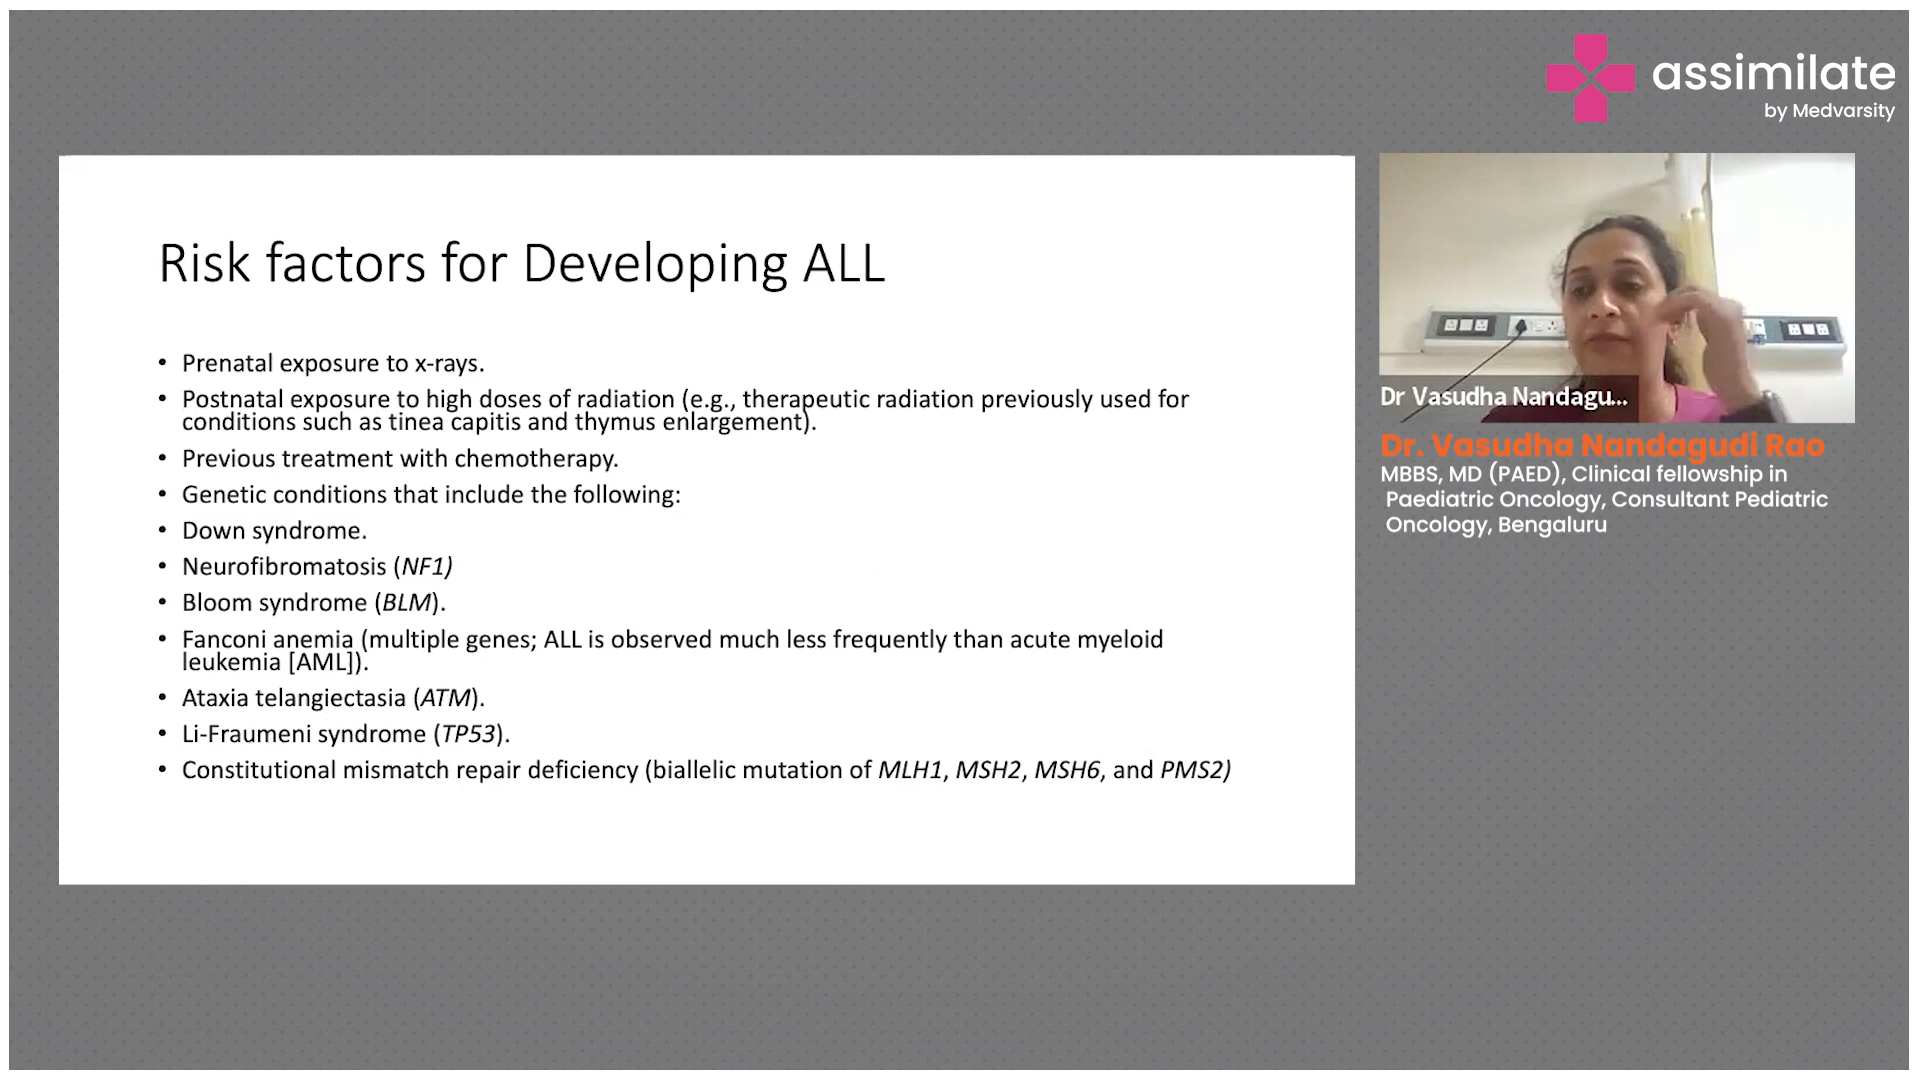 assimilate
by Medvarsity
Risk factors for Developing ALL
• Prenatal exposure to x-rays.
• Postnatal exposure to high doses of radiation (e.g., therapeutic radiation previously used for
conditions such as tinea capitis and thymus enlargement).
• Previous treatment with chemotherapy.
• Genetic conditions that include the following:
• Down syndrome.
• Neurofibromatosis (NF1)
• Bloom syndrome (BLM).
• Fanconi anemia (multiple genes; ALL is observed much less frequently than acute myeloid
leukemia [AML]).
• Ataxia telangiectasia (ATM).
• Li-Fraumeni syndrome (TP53).
• Constitutional mismatch repair deficiency (biallelic mutation of MLH1, MSH2, MSH6, and PMS2)
Dr Vasudha Nandagu...
Dr. Vasudha Nandagudi Rao
MBBS, MD (PAED), Clinical fellowship in
Paediatric Oncology, Consultant Pediatric
Oncology, Bengaluru